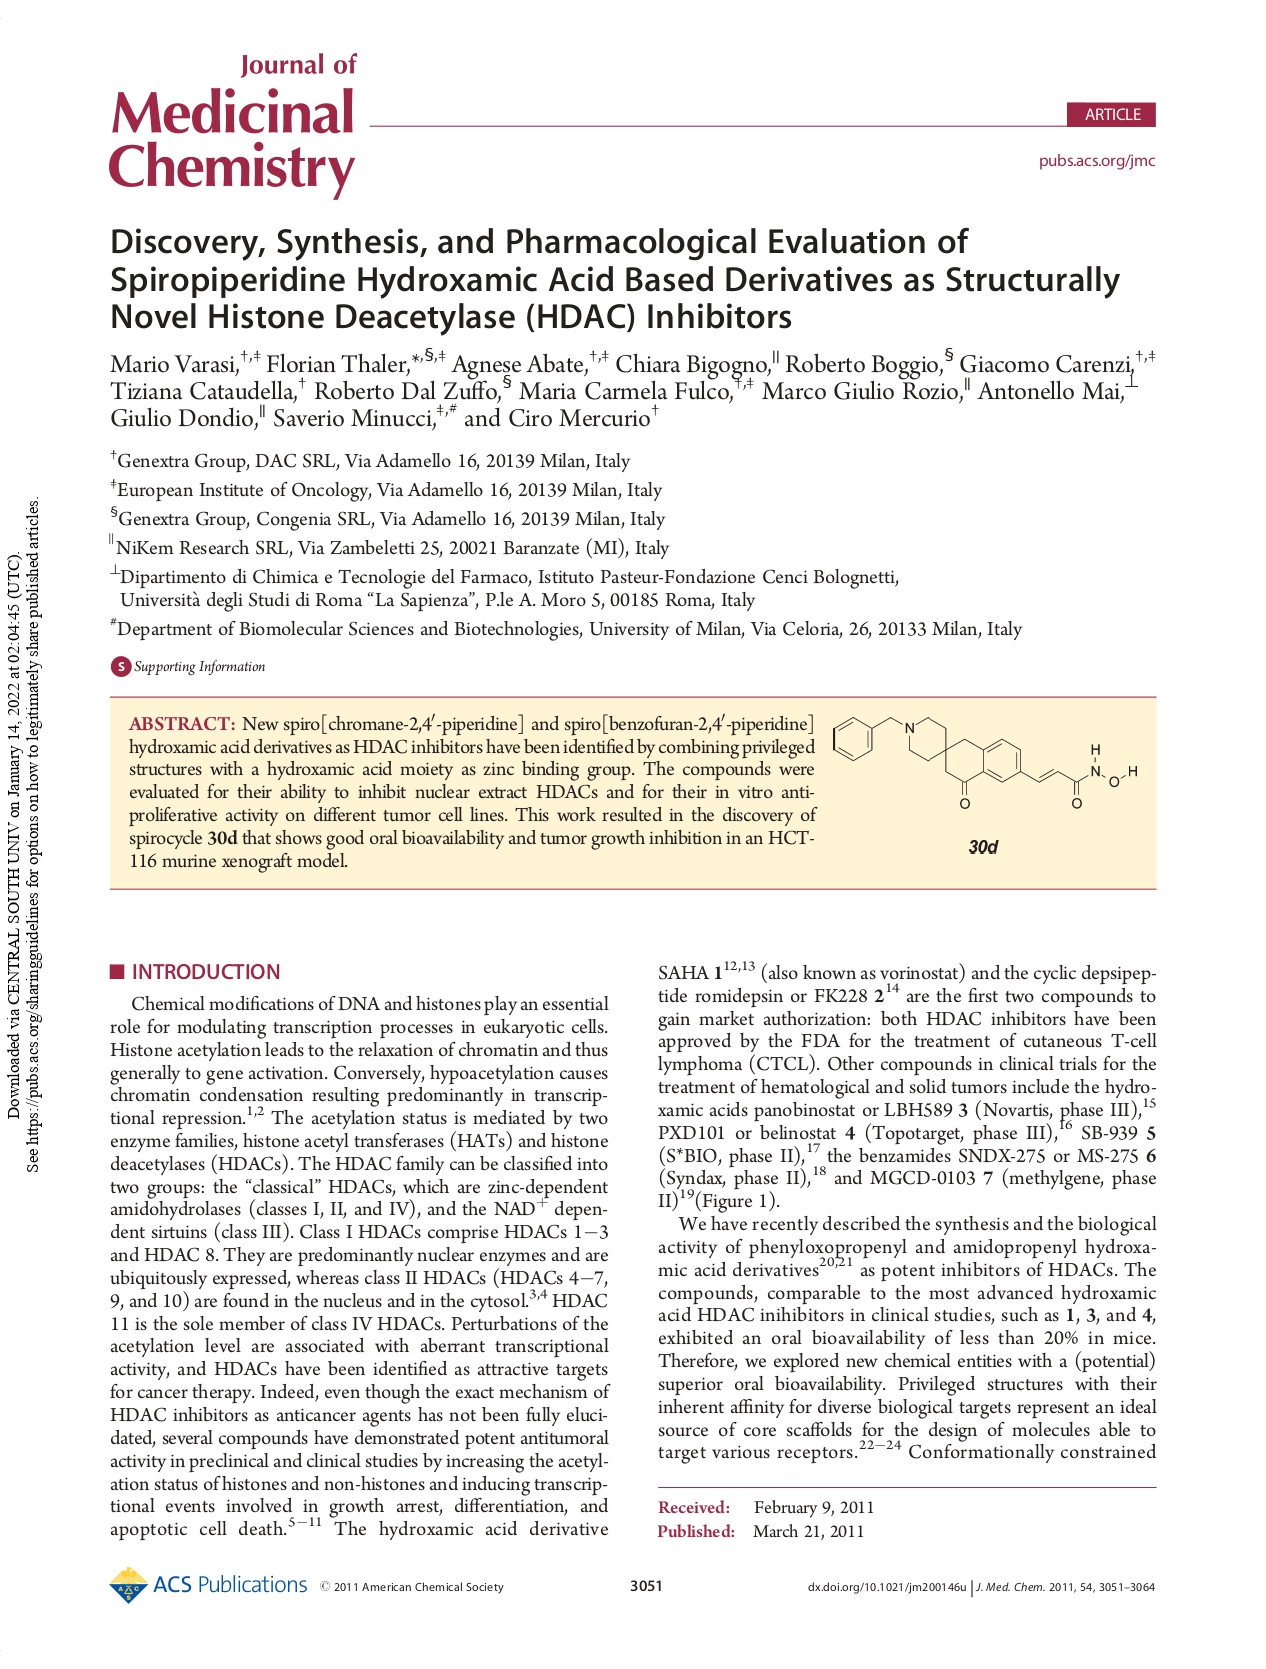 Journal of
Medicinal
Chemistry
ARTICLE
pubs.acs.org/jmc
Discovery, Synthesis, and Pharmacological Evaluation of
Spiropiperidine Hydroxamic Acid Based Derivatives as Structurally
Novel Histone Deacetylase (HDAC) Inhibitors
Mario Varasi,†,‡ Florian Thaler,*,§,‡ Agnese Abate,†,‡ Chiara Bigogno,∥ Roberto Boggio,§ Giacomo Carenzi,†,‡
Tiziana Cataudella,† Roberto Dal Zuffo,§ Maria Carmela Fulco,†,‡ Marco Giulio Rozio,∥ Antonello Mai,⊥
Giulio Dondio,∥ Saverio Minucci,‡,# and Ciro Mercurio†
†Genextra Group, DAC SRL, Via Adamello 16, 20139 Milan, Italy
‡European Institute of Oncology, Via Adamello 16, 20139 Milan, Italy
§Genextra Group, Congenia SRL, Via Adamello 16, 20139 Milan, Italy
∥NiKem Research SRL, Via Zambeletti 25, 20021 Baranzate (MI), Italy
⊥Dipartimento di Chimica e Tecnologie del Farmaco, Istituto Pasteur-Fondazione Cenci Bolognetti,
Università degli Studi di Roma “La Sapienza”, P.le A. Moro 5, 00185 Roma, Italy
#Department of Biomolecular Sciences and Biotechnologies, University of Milan, Via Celoria, 26, 20133 Milan, Italy
S Supporting Information
ABSTRACT: New spiro[chromane-2,4′-piperidine] and spiro[benzofuran-2,4′-piperidine]
hydroxamic acid derivatives as HDAC inhibitors have been identified by combining privileged
structures with a hydroxamic acid moiety as zinc binding group. The compounds were
evaluated for their ability to inhibit nuclear extract HDACs and for their in vitro anti-
proliferative activity on different tumor cell lines. This work resulted in the discovery of
spirocycle 30d that shows good oral bioavailability and tumor growth inhibition in an HCT-
116 murine xenograft model.
N
O
O
H
N
O
H
30d
INTRODUCTION
Chemical modifications of DNA and histones play an essential
role for modulating transcription processes in eukaryotic cells.
Histone acetylation leads to the relaxation of chromatin and thus
generally to gene activation. Conversely, hypoacetylation causes
chromatin condensation resulting predominantly in transcrip-
tional repression.1,2 The acetylation status is mediated by two
enzyme families, histone acetyl transferases (HATs) and histone
deacetylases (HDACs). The HDAC family can be classified into
two groups: the “classical” HDACs, which are zinc-dependent
amidohydrolases (classes I, II, and IV), and the NAD+ depen-
dent sirtuins (class III). Class I HDACs comprise HDACs 1−3
and HDAC 8. They are predominantly nuclear enzymes and are
ubiquitously expressed, whereas class II HDACs (HDACs 4−7,
9, and 10) are found in the nucleus and in the cytosol.3,4 HDAC
11 is the sole member of class IV HDACs. Perturbations of the
acetylation level are associated with aberrant transcriptional
activity, and HDACs have been identified as attractive targets
for cancer therapy. Indeed, even though the exact mechanism of
HDAC inhibitors as anticancer agents has not been fully eluci-
dated, several compounds have demonstrated potent antitumoral
activity in preclinical and clinical studies by increasing the acetyl-
ation status of histones and non-histones and inducing transcrip-
tional events involved in growth arrest, differentiation, and
apoptotic cell death.5−11 The hydroxamic acid derivative
SAHA 112,13 (also known as vorinostat) and the cyclic depsipep-
tide romidepsin or FK228 214 are the first two compounds to
gain market authorization: both HDAC inhibitors have been
approved by the FDA for the treatment of cutaneous T-cell
lymphoma (CTCL). Other compounds in clinical trials for the
treatment of hematological and solid tumors include the hydro-
xamic acids panobinostat or LBH589 3 (Novartis, phase III),15
PXD101 or belinostat 4 (Topotarget, phase III),16 SB-939 5
(S*BIO, phase II),17 the benzamides SNDX-275 or MS-275 6
(Syndax, phase II),18 and MGCD-0103 7 (methylgene, phase
II)19(Figure 1).
We have recently described the synthesis and the biological
activity of phenyloxopropenyl and amidopropenyl hydroxa-
mic acid derivatives20,21 as potent inhibitors of HDACs. The
compounds, comparable to the most advanced hydroxamic
acid HDAC inihibitors in clinical studies, such as 1, 3, and 4,
exhibited an oral bioavailability of less than 20% in mice.
Therefore, we explored new chemical entities with a (potential)
superior oral bioavailability. Privileged structures with their
inherent affinity for diverse biological targets represent an ideal
source of core scaffolds for the design of molecules able to
target various receptors.22−24 Conformationally constrained
Received: February 9, 2011
Published: March 21, 2011
ACS Publications © 2011 American Chemical Society
3051
dx.doi.org/10.1021/jm200146u | J. Med. Chem. 2011, 54, 3051–3064
Downloaded via CENTRAL SOUTH UNIV on January 14, 2022 at 02:04:45 (UTC).
See https://pubs.acs.org/sharingguidelines for options on how to legitimately share published articles.